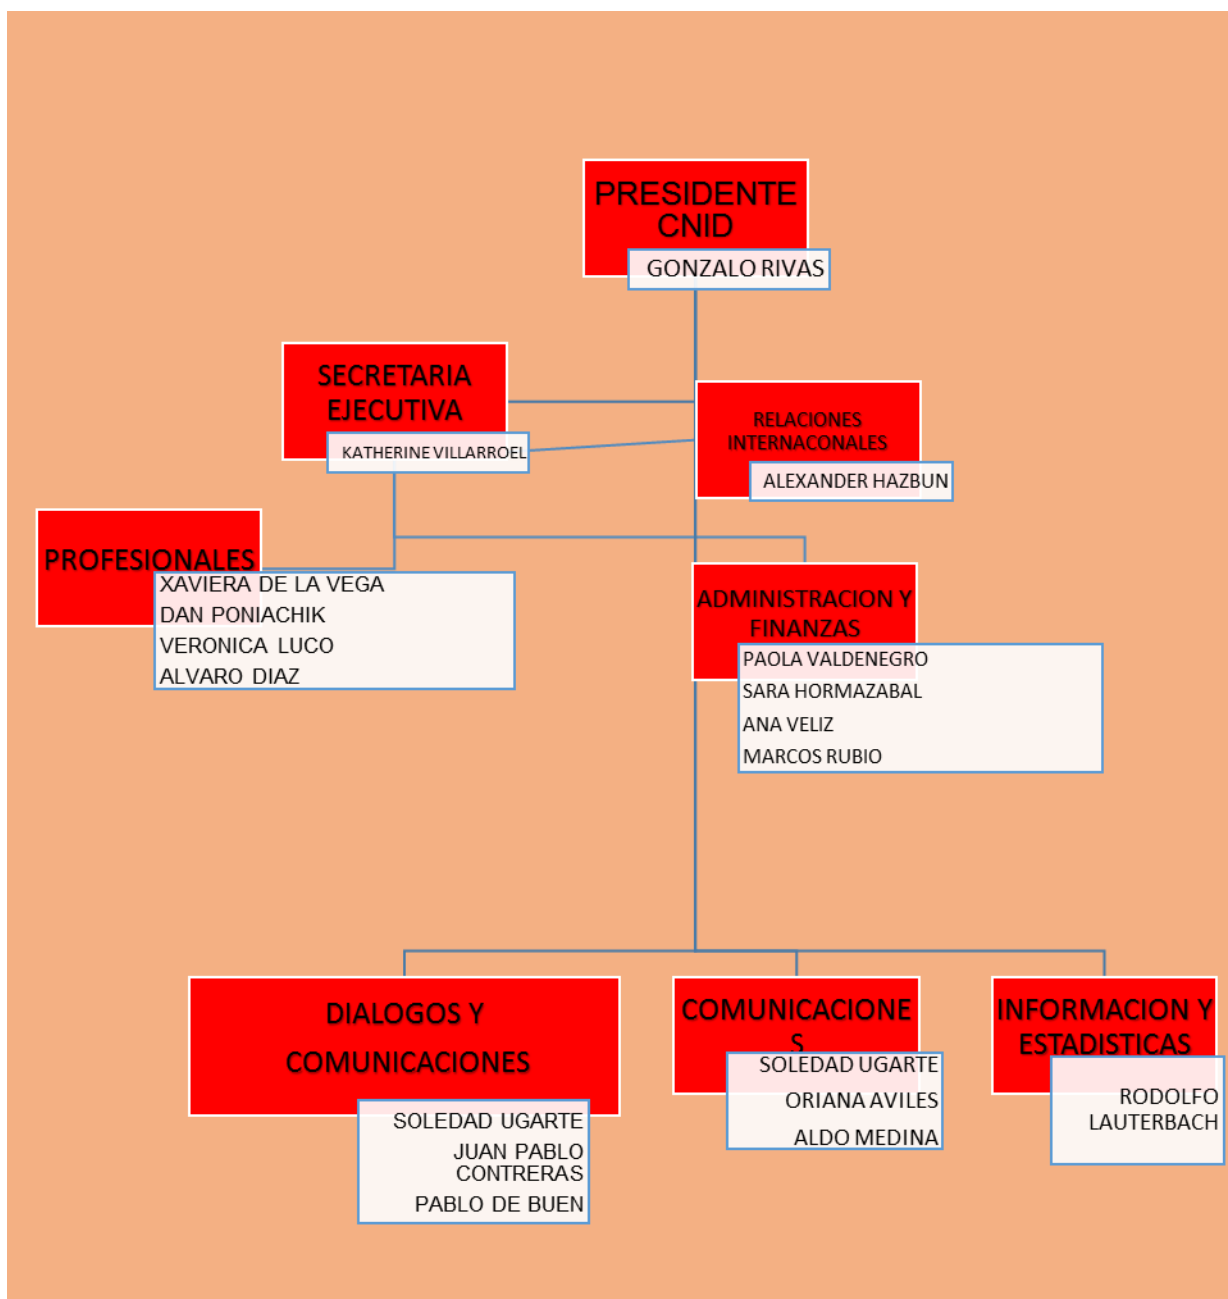 PRESIDENTE
CNID
GONZALO RIVAS
SECRETARIA
EJECUTIVA
KATHERINE VILLARROEL
RELACIONES
INTERNACONALES
ALEXANDER HAZBUN
PROFESIONALES
XAVIERA DE LA VEGA
DAN PONIACHIK
VERONICA LUCO
ALVARO DIAZ
ADMINISTRACION Y
FINANZAS
PAOLA VALDENEGRO
SARA HORMAZABAL
ANA VELIZ
MARCOS RUBIO
DIALOGOS Y
COMUNICACIONES
SOLEDAD UGARTE
JUAN PABLO
CONTRERAS
PABLO DE BUEN
COMUNICACIONE
S
SOLEDAD UGARTE
ORIANA AVILES
ALDO MEDINA
INFORMACION Y
ESTADISTICAS
RODOLFO
LAUTERBACH